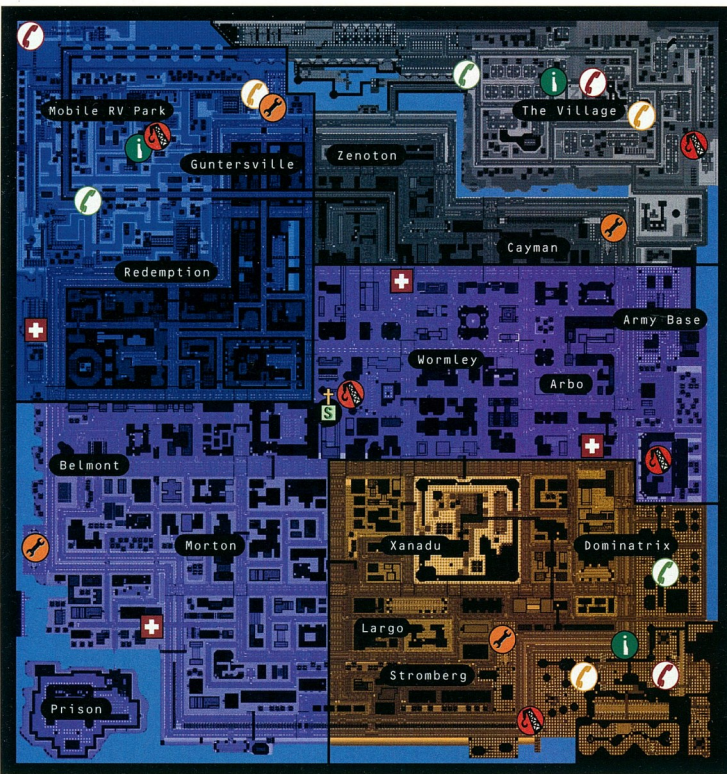 Mobile RV Park
The Village
Guntersville
Zenoton
Cayman
Redemption
Army Base
Wormley
Arbo
S
Belmont
Morton
Xanadu
Dominatrix
Largo
Stromberg
Prison